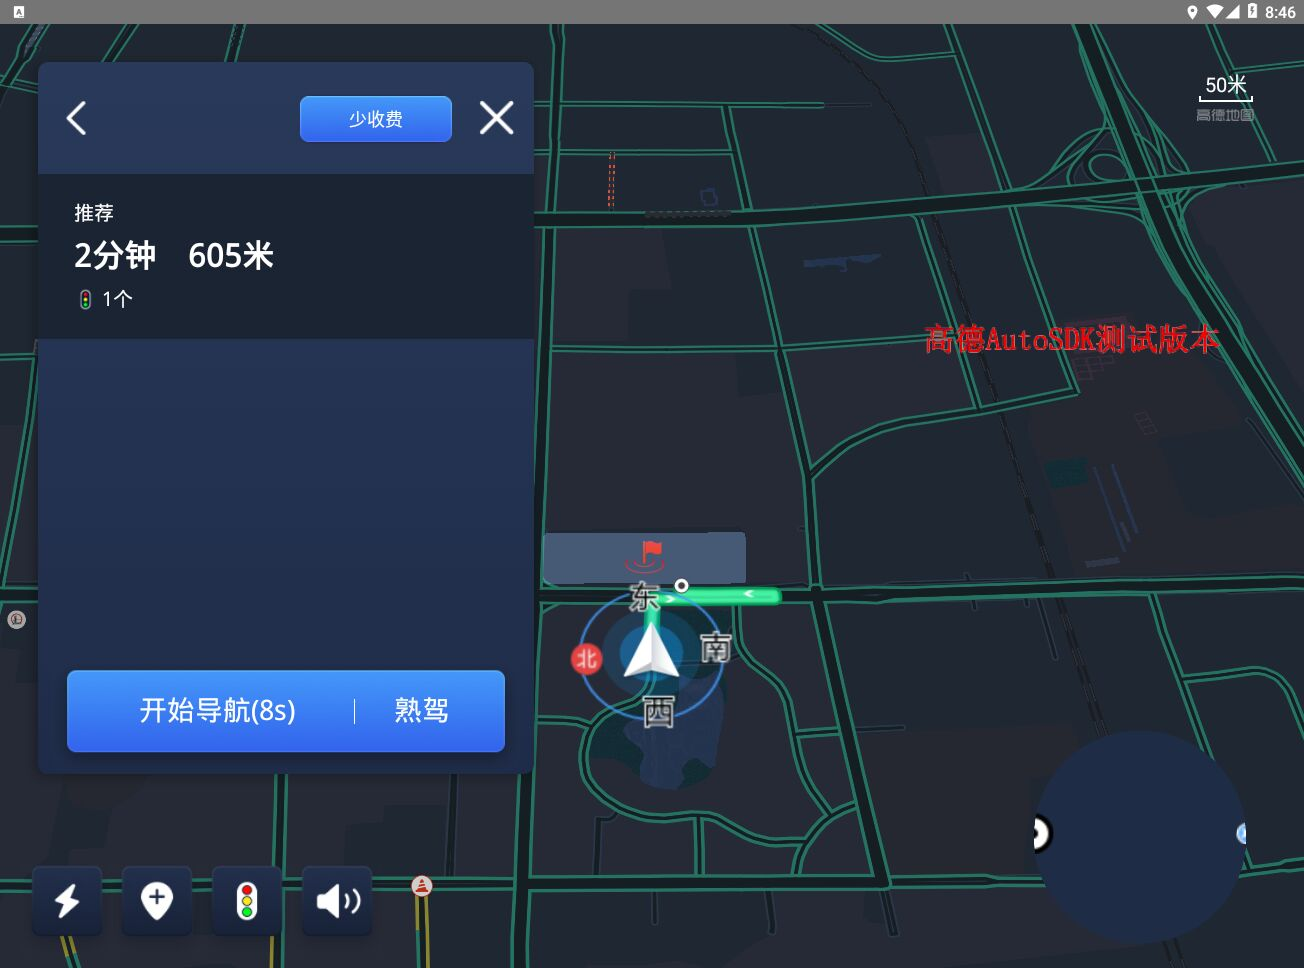 8:46
50米
高德地图
少收费
推荐
2分钟 605米
1个
高德AutoSDK测试版本
东
北
南
西
开始导航(8s) 熟驾